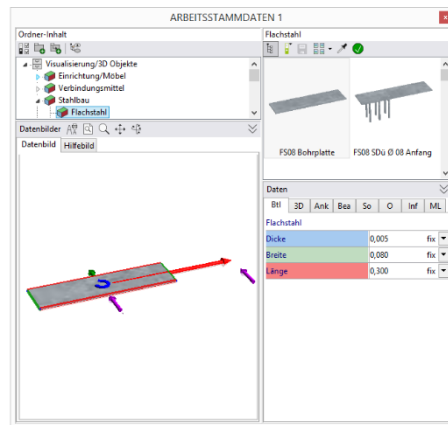 ARBEITSSTAMMDATEN 1
Ordner-Inhalt
Visualisierung/3D Objekte
Einrichtung/Möbel
Verbindungsmittel
Stahlbau
Flachstahl
Datenbilder
Datenbild Hilfebild
Flachstahl
FS08 Bohrplatte FS08 SDü Ø 08 Anfang
Daten
Btl 3D Ank Bea So O Inf ML
Flachstahl
Dicke 0,005 fix
Breite 0,080 fix
Länge 0,300 fix